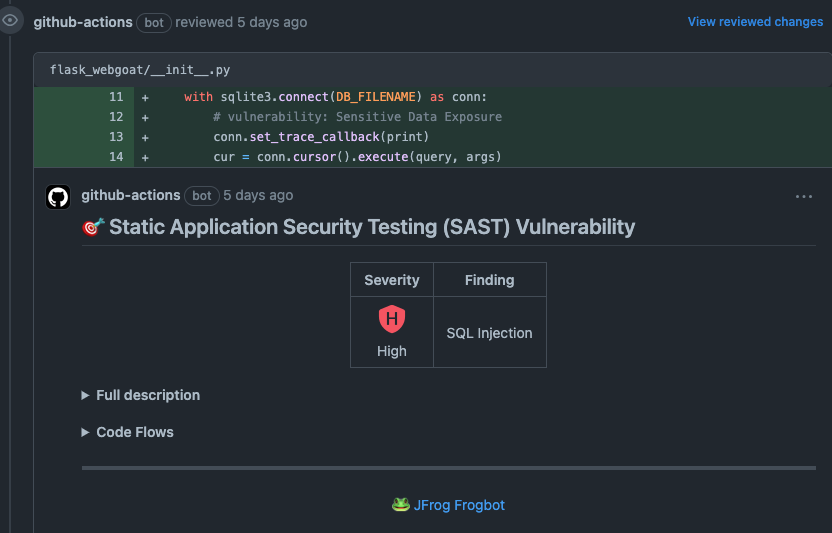 github-actions bot reviewed 5 days ago View reviewed changes
flask_webgoat/__init__.py
11 + with sqlite3.connect(DB_FILENAME) as conn:
12 + # vulnerability: Sensitive Data Exposure
13 + conn.set_trace_callback(print)
14 + cur = conn.cursor().execute(query, args)
github-actions bot 5 days ago ...
Static Application Security Testing (SAST) Vulnerability
Severity Finding
H
High SQL Injection
Full description
Code Flows
JFrog Frogbot